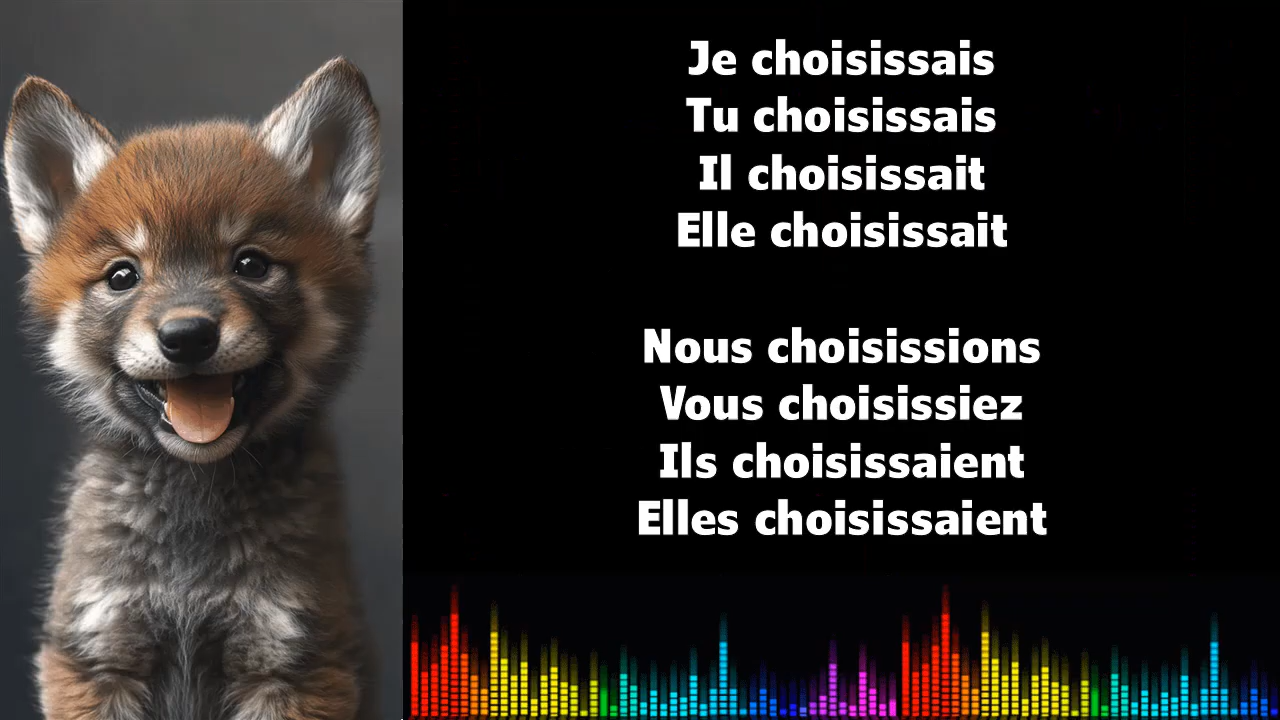 Je choisissais
Tu choisissais
Il choisissait
Elle choisissait
Nous choisissions
Vous choisissiez
Ils choisissaient
Elles choisissaient